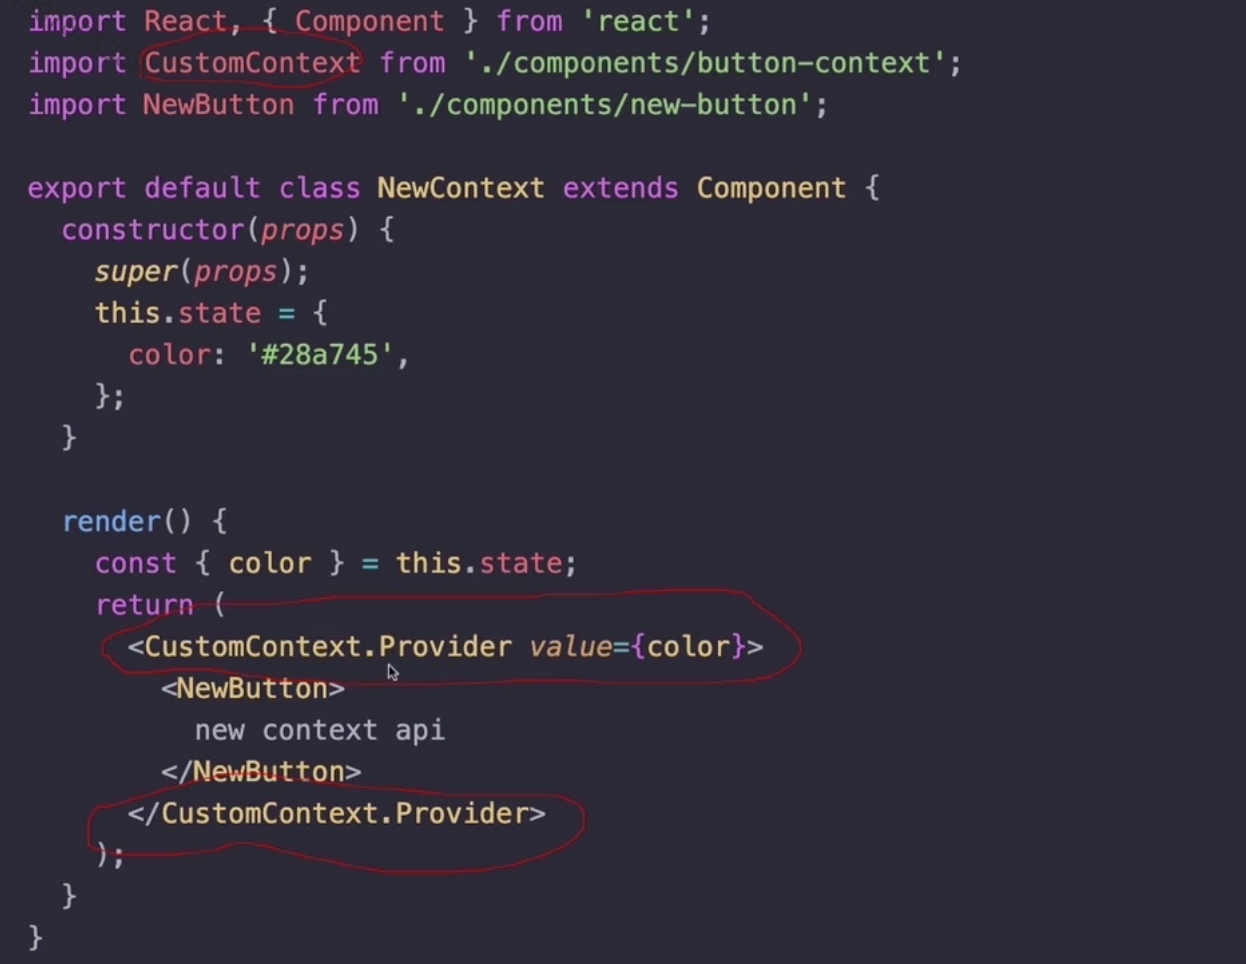 import React, { Component } from 'react';
import CustomContext from './components/button-context';
import NewButton from './components/new-button';
export default class NewContext extends Component {
constructor(props) {
super(props);
this.state = {
color: '#28a745',
};
}
render() {
const { color } = this.state;
return (
<CustomContext.Provider value={color}>
<NewButton>
new context api
</NewButton>
</CustomContext.Provider>
);
}
}